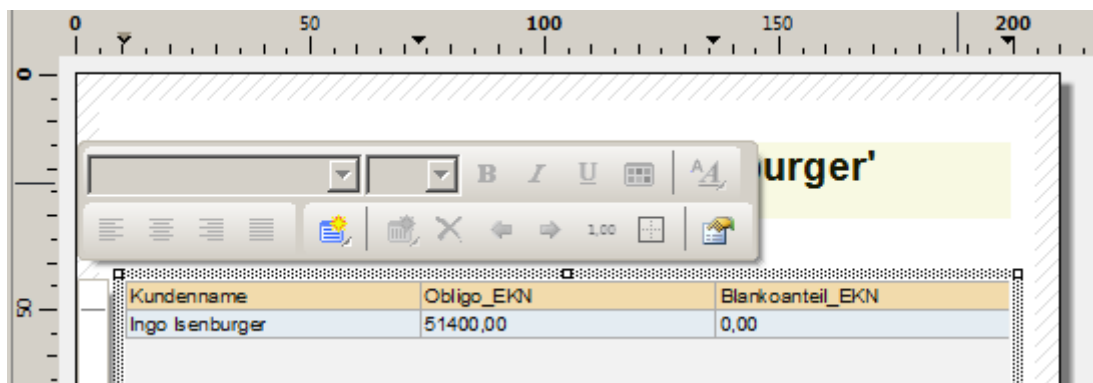 0 50 100 150 200
0
urger'
B I U AA
1,00
50
Kundenname Obligo_EKN Blankoanteil_EKN
Ingo Isenburger 51400,00 0,00